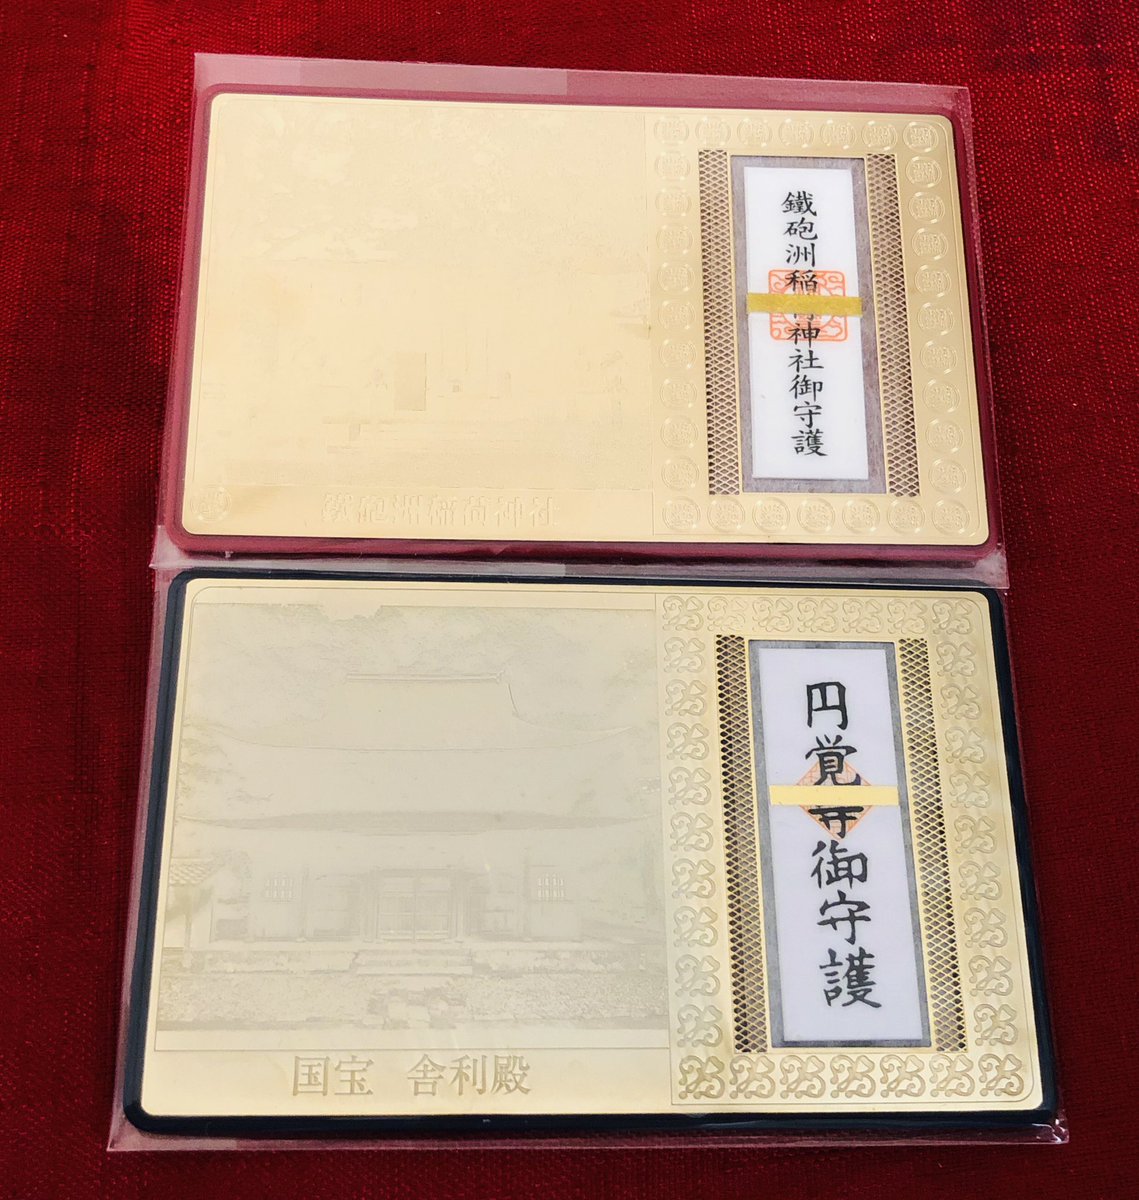 鐵砲洲稲荷神社御守護
鐵砲洲稲荷神社
円覚寺御守護
国宝 舎利殿